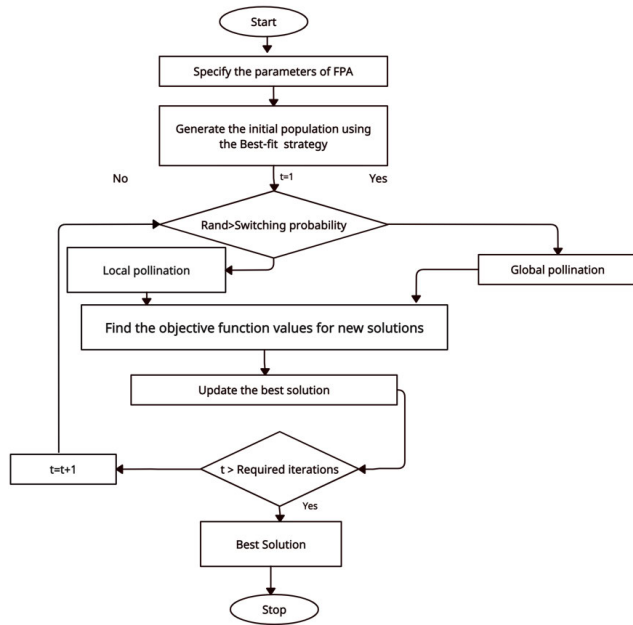 Start
Specify the parameters of FPA
Generate the initial population using
the Best-fit strategy
t=1
No
Yes
Rand>Switching probability
Local pollination
Global pollination
Find the objective function values for new solutions
Update the best solution
t > Required iterations
t=t+1
Yes
Best Solution
Stop